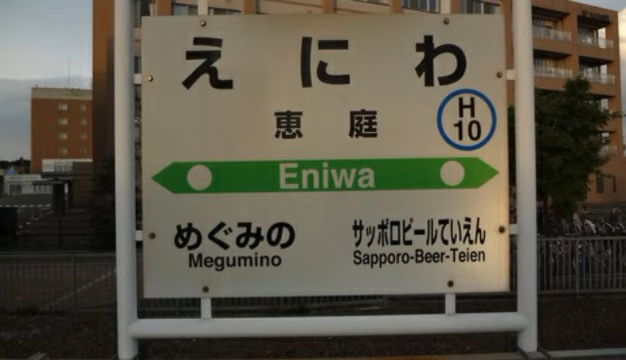 えにわ
恵庭
H
10
Eniwa
めぐみの
Megumino
サッポロビールていえん
Sapporo-Beer-Teien